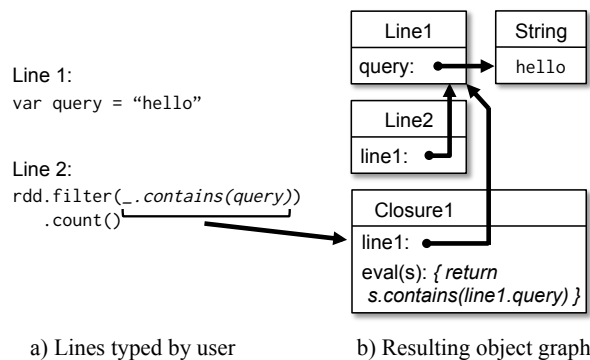 Line 1:
var query = “hello”
Line 2:
rdd.filter(_.contains(query))
.count()
a) Lines typed by user
Line1
query:
String
hello
Line2
line1:
Closure1
line1:
eval(s): { return
s.contains(line1.query) }
b) Resulting object graph